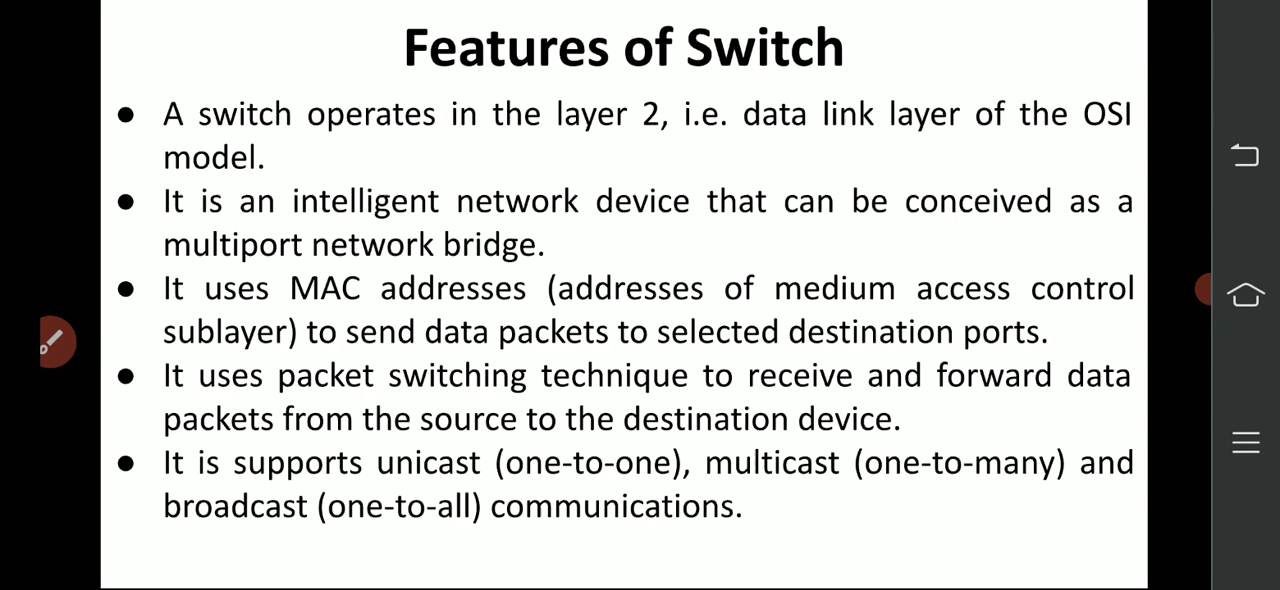 Features of Switch
● A switch operates in the layer 2, i.e. data link layer of the OSI
model.
● It is an intelligent network device that can be conceived as a
multiport network bridge.
● It uses MAC addresses (addresses of medium access control
sublayer) to send data packets to selected destination ports.
● It uses packet switching technique to receive and forward data
packets from the source to the destination device.
● It is supports unicast (one-to-one), multicast (one-to-many) and
broadcast (one-to-all) communications.